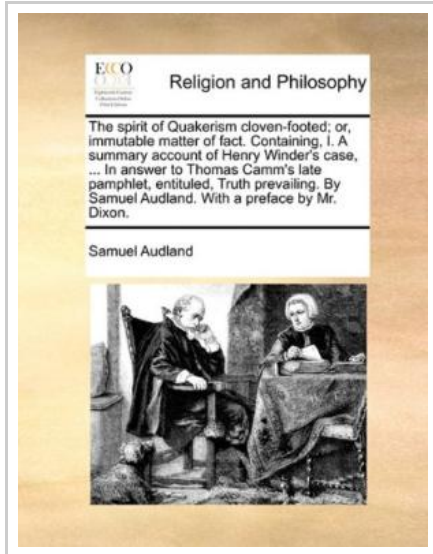 ECCO
Religion and Philosophy
The spirit of Quakerism cloven-footed; or,
immutable matter of fact. Containing, I. A
summary account of Henry Winder's case,
... In answer to Thomas Camm's late
pamphlet, entituled, Truth prevailing. By
Samuel Audland. With a preface by Mr.
Dixon.
Samuel Audland